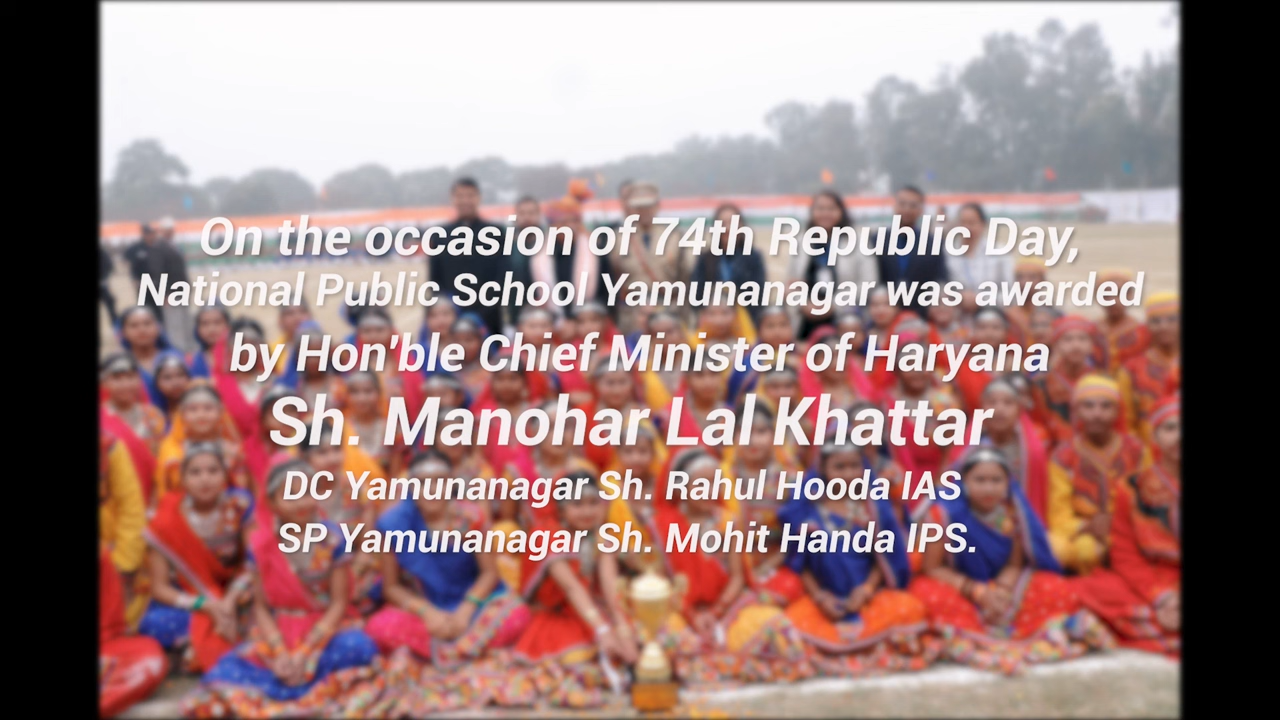 On the occasion of 74th Republic Day,
National Public School Yamunanagar was awarded
by Hon'ble Chief Minister of Haryana
Sh. Manohar Lal Khattar
DC Yamunanagar Sh. Rahul Hooda IAS
SP Yamunanagar Sh. Mohit Handa IPS.